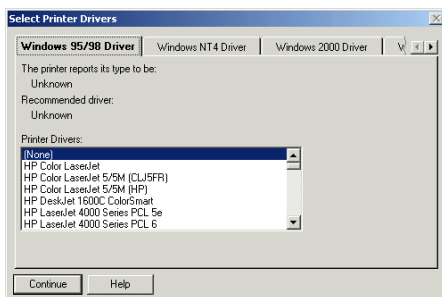 Select Printer Drivers
Windows 95/98 Driver
Windows NT4 Driver
Windows 2000 Driver
The printer reports its type to be:
Unknown
Recommended driver:
Unknown
Printer Drivers:
(None)
HP Color LaserJet
HP Color LaserJet 5/5M (CLJ5FR)
HP Color LaserJet 5/5M (HP)
HP DeskJet 1600C ColorSmart
HP LaserJet 4000 Series PCL 5e
HP LaserJet 4000 Series PCL 6
Continue
Help